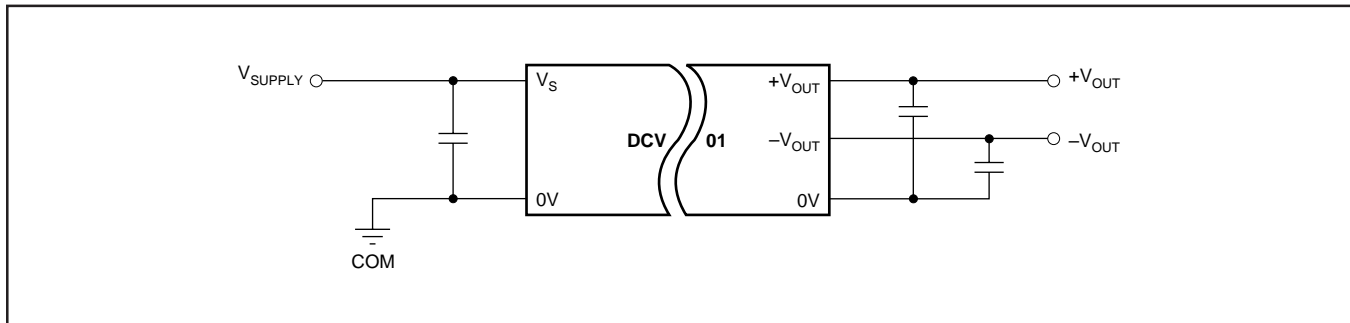 V_SUPPLY
V_S
+V_OUT
+V_OUT
DCV 01
–V_OUT
–V_OUT
0V
0V
COM